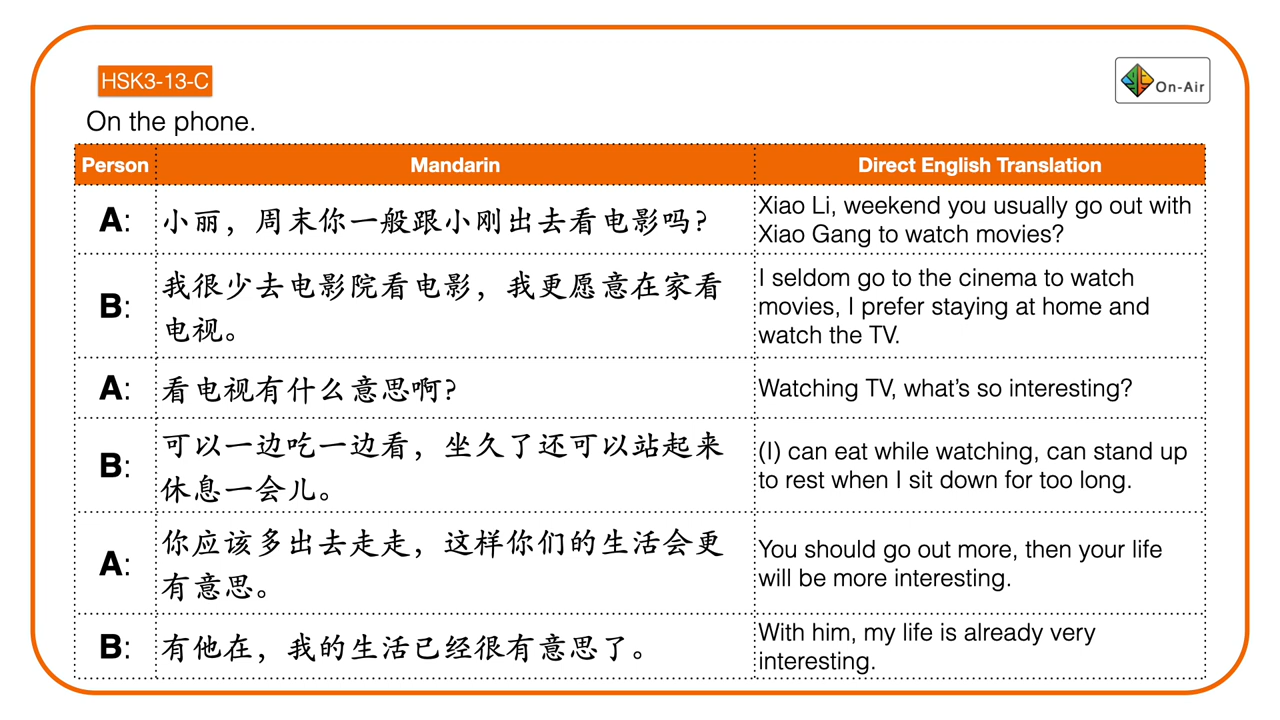 HSK3-13-C
On-Air
On the phone.
Person Mandarin Direct English Translation
A: 小丽，周末你一般跟小刚出去看电影吗？
Xiao Li, weekend you usually go out with
Xiao Gang to watch movies?
B: 我很少去电影院看电影，我更愿意在家看
电视。
I seldom go to the cinema to watch
movies, I prefer staying at home and
watch the TV.
A: 看电视有什么意思啊？
Watching TV, what’s so interesting?
B: 可以一边吃一边看，坐久了还可以站起来
休息一会儿。
(I) can eat while watching, can stand up
to rest when I sit down for too long.
A: 你应该多出去走走，这样你们的生活会更
有意思。
You should go out more, then your life
will be more interesting.
B: 有他在，我的生活已经很有意思了。
With him, my life is already very
interesting.